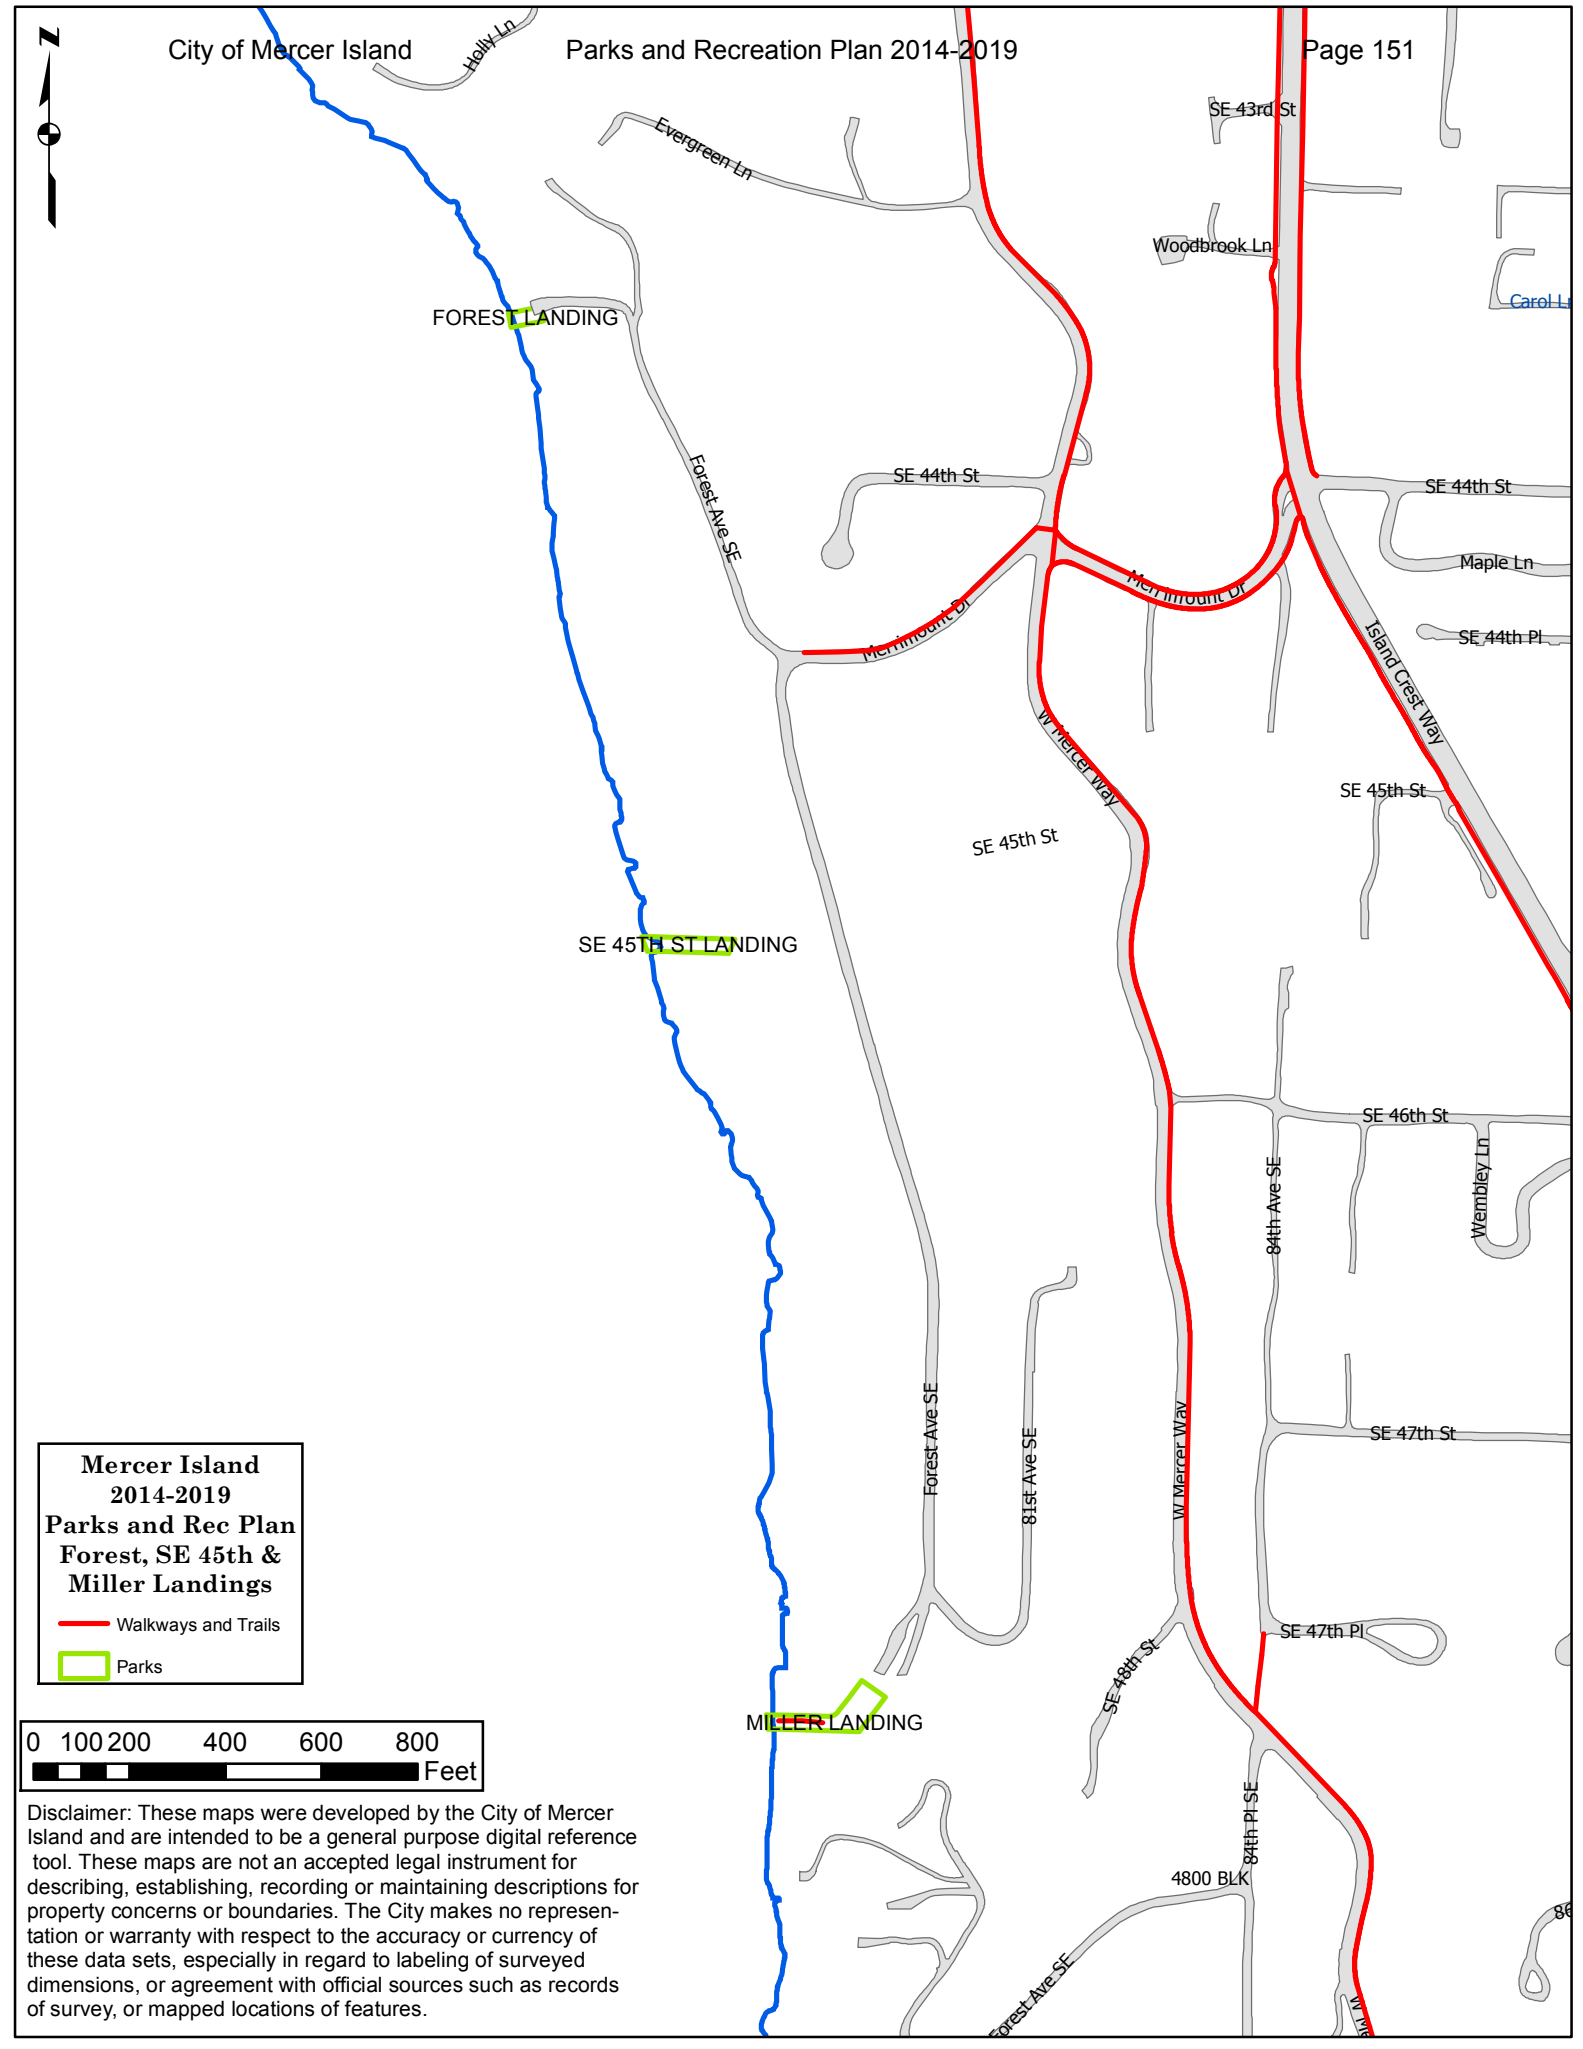 City of Mercer Island Parks and Recreation Plan 2014-2019 Page 151
N
Holly Ln
SE 43rd St
Evergreen Ln
Woodbrook Ln
Carol Ln
FOREST LANDING
Forest Ave SE
SE 44th St
SE 44th St
Maple Ln
Merrimount Dr
Merrimount Dr
SE 44th Pl
Island Crest Way
W Mercer Way
SE 45th St
SE 45th St
SE 45TH ST LANDING
SE 46th St
84th Ave SE
Wembley Ln
Forest Ave SE
81st Ave SE
W Mercer Way
SE 47th St
SE 47th Pl
SE 48th St
MILLER LANDING
84th Pl SE
4800 BLK
86
Forest Ave SE
W Me
Mercer Island
2014-2019
Parks and Rec Plan
Forest, SE 45th &
Miller Landings
Walkways and Trails
Parks
0 100 200 400 600 800
Feet
Disclaimer: These maps were developed by the City of Mercer
Island and are intended to be a general purpose digital reference
tool. These maps are not an accepted legal instrument for
describing, establishing, recording or maintaining descriptions for
property concerns or boundaries. The City makes no represen-
tation or warranty with respect to the accuracy or currency of
these data sets, especially in regard to labeling of surveyed
dimensions, or agreement with official sources such as records
of survey, or mapped locations of features.